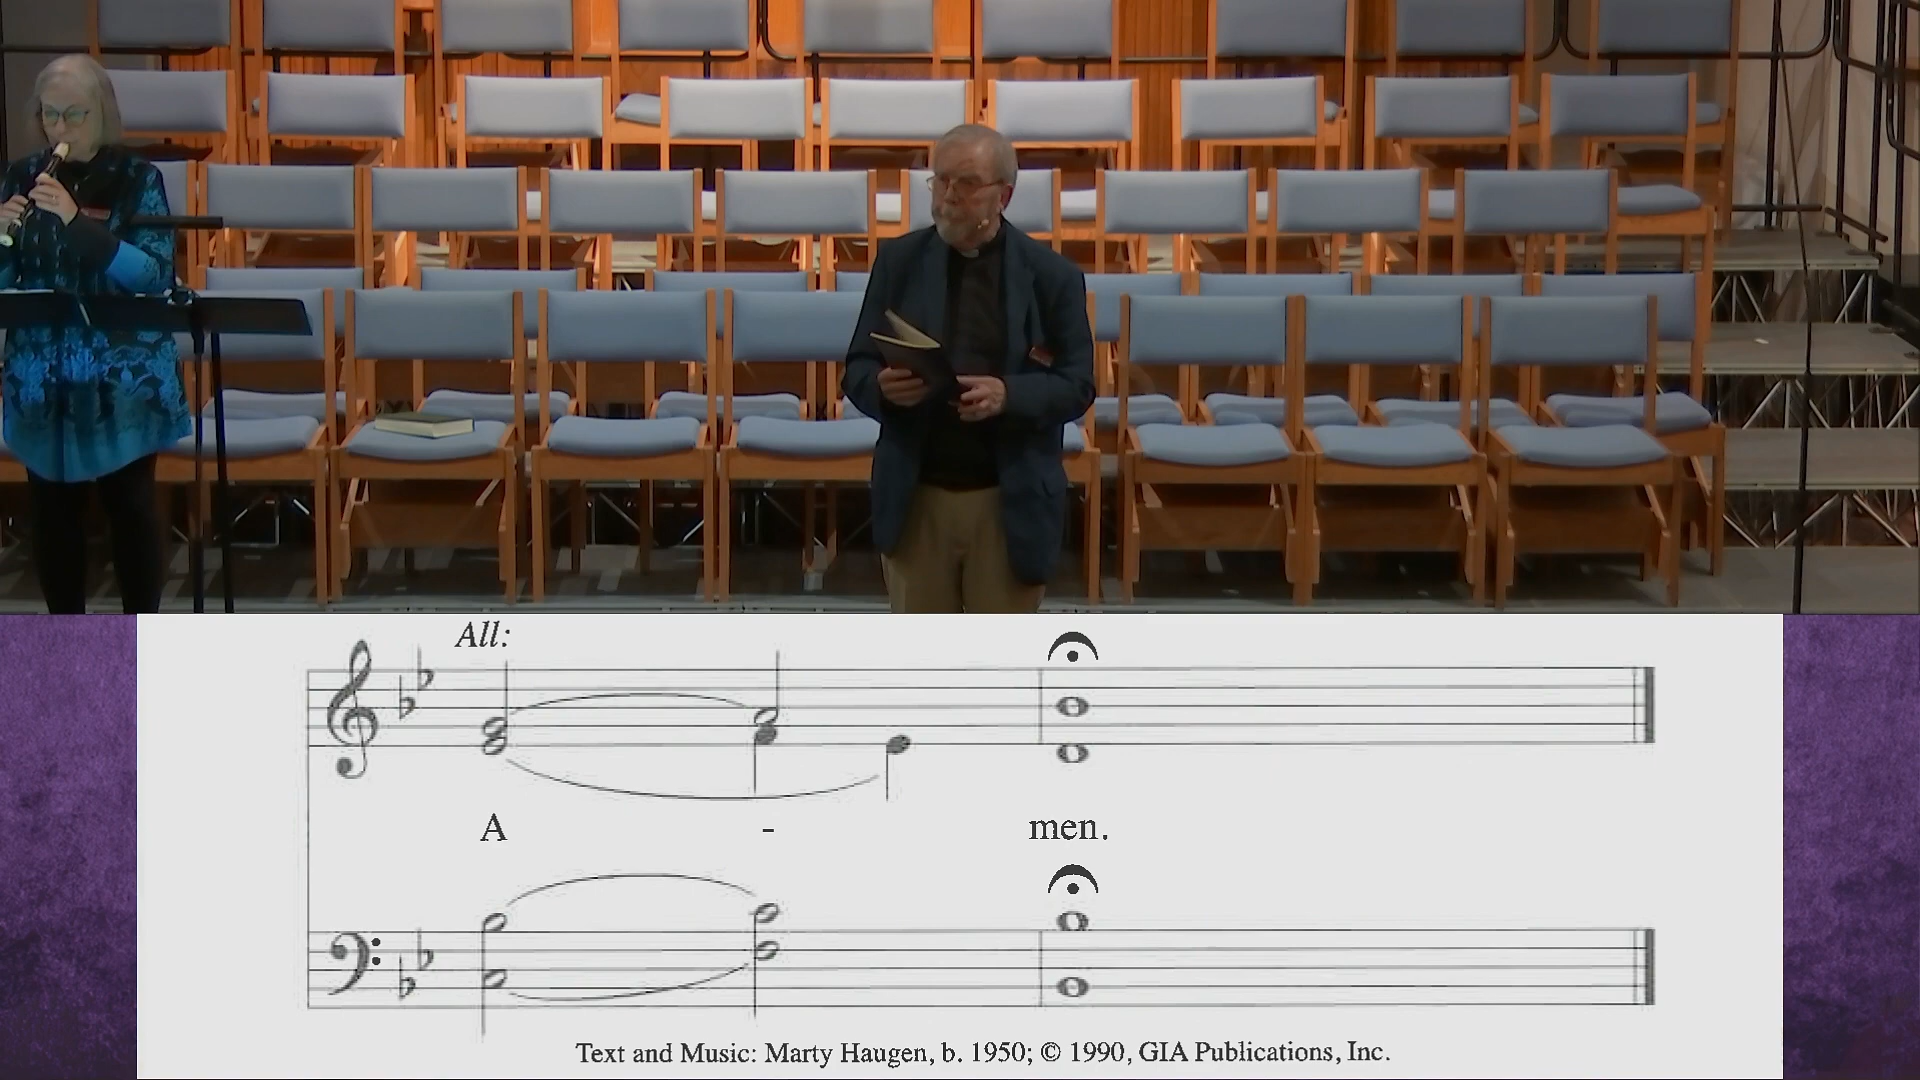 All:
A - men.
Text and Music: Marty Haugen, b. 1950; © 1990, GIA Publications, Inc.